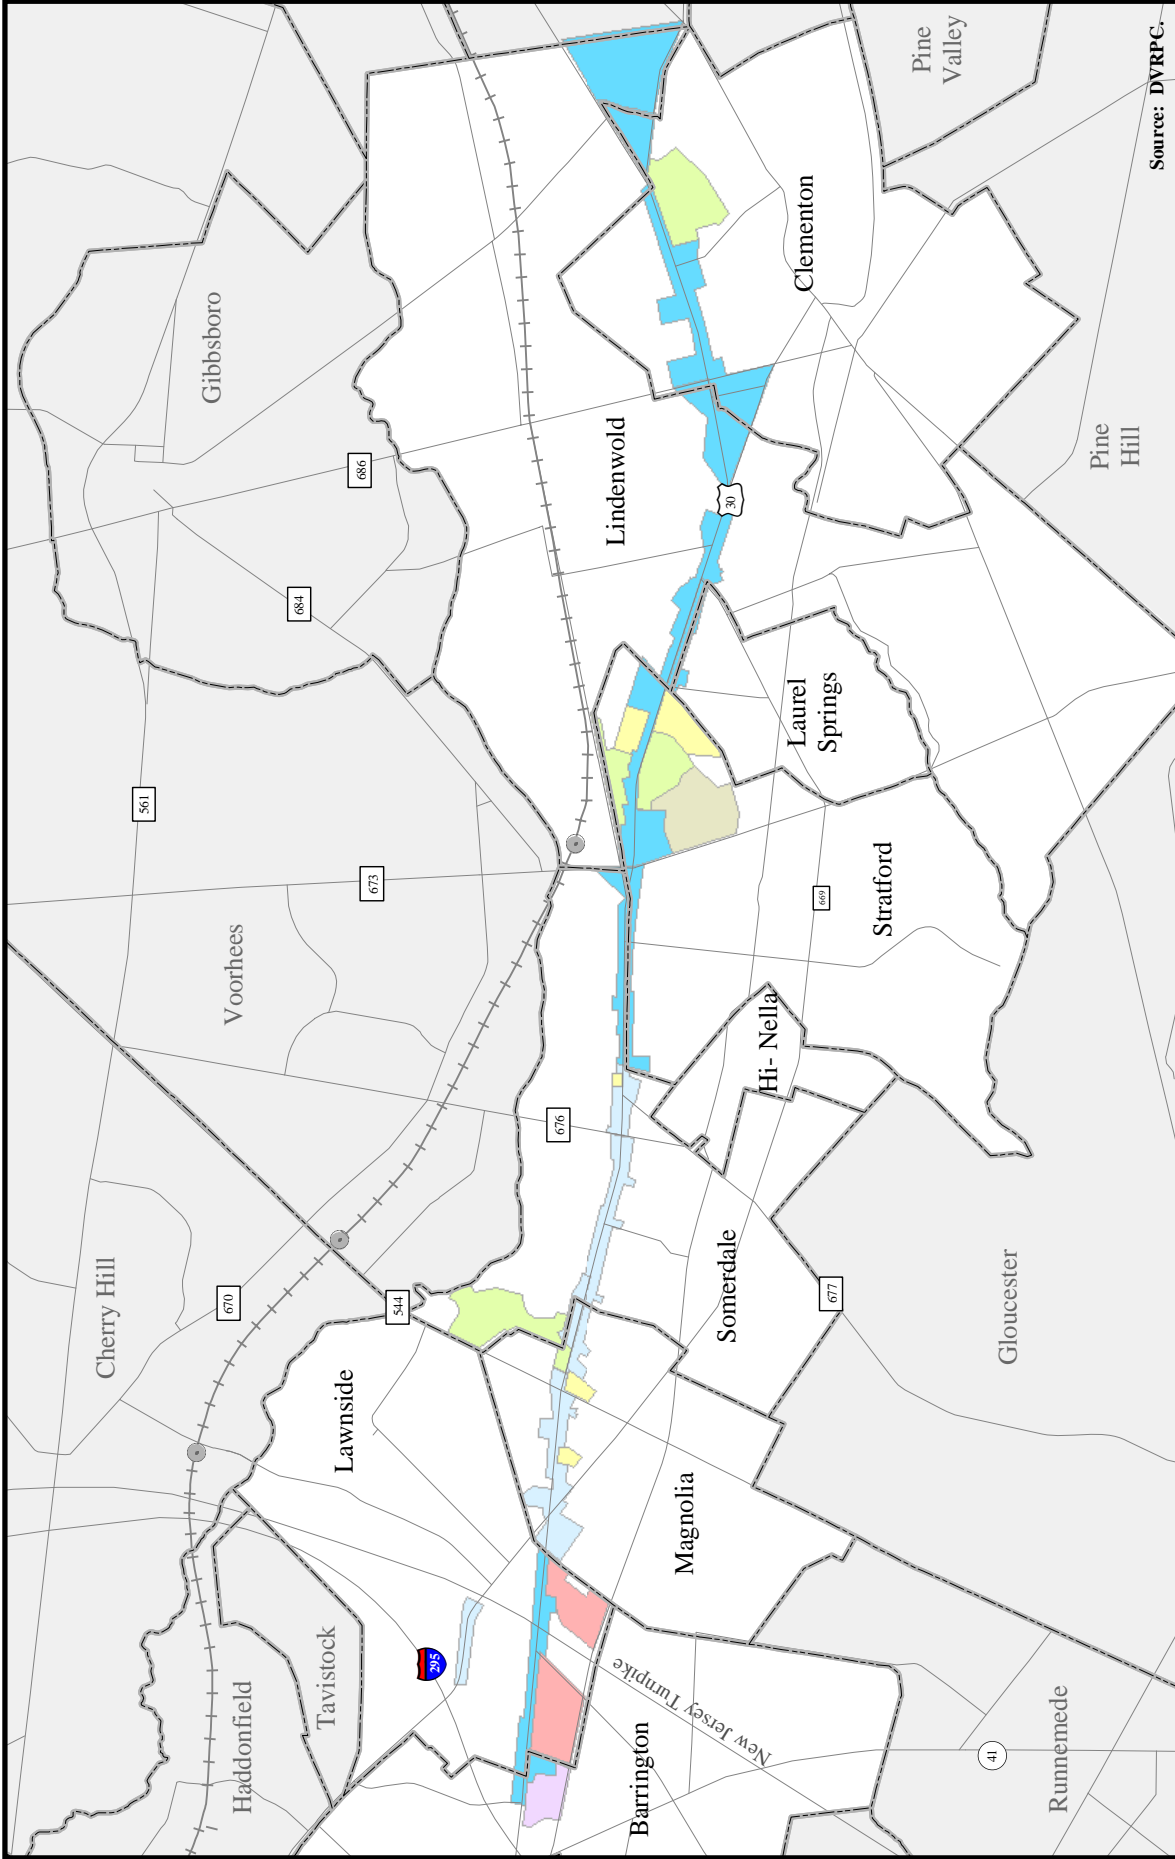 Pine
Valley
Source: DVRPC.
Gibbsboro
Clementon
686
Lindenwold
30
Pine
Hill
684
561
Laurel
Springs
673
Stratford
669
Voorhees
Hi- Nella
676
Cherry Hill
670
544
Somerdale
677
Gloucester
Lawnside
Magnolia
295
Tavistock
Haddonfield
New Jersey Turnpike
Barrington
41
Runnemede